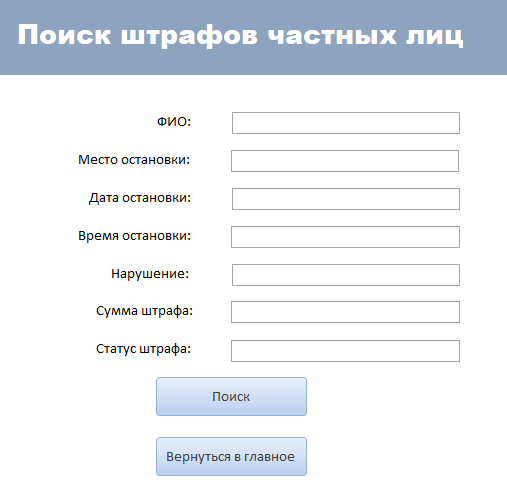 Поиск штрафов частных лиц
ФИО:
Место остановки:
Дата остановки:
Время остановки:
Нарушение:
Сумма штрафа:
Статус штрафа:
Поиск
Вернуться в главное